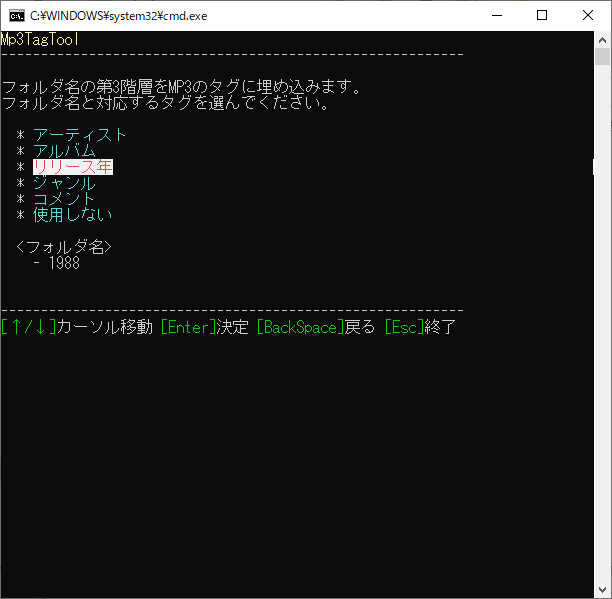 C:¥WINDOWS¥system32¥cmd.exe
Mp3TagTool
----------------------------------------------------------
フォルダ名の第3階層をMP3のタグに埋め込みます。
フォルダ名と対応するタグを選んでください。
* アーティスト
* アルバム
* リリース年
* ジャンル
* コメント
* 使用しない
<フォルダ名>
- 1988
----------------------------------------------------------
[↑/↓]カーソル移動 [Enter]決定 [BackSpace]戻る [Esc]終了